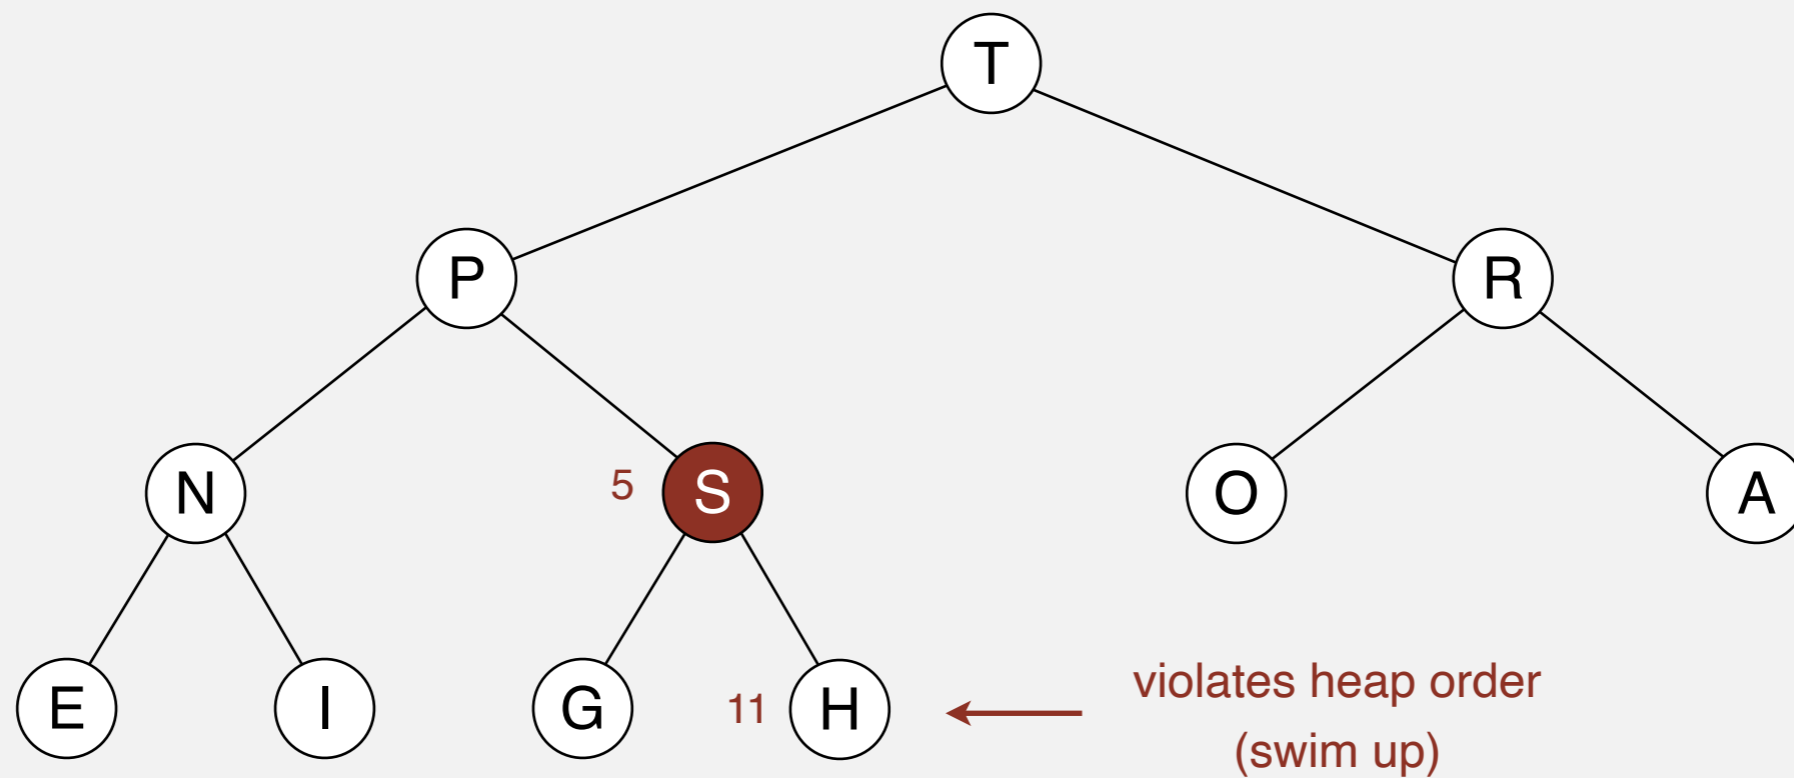 T
P
R
N
5 S
O
A
E
I
G
11 H
violates heap order
(swim up)